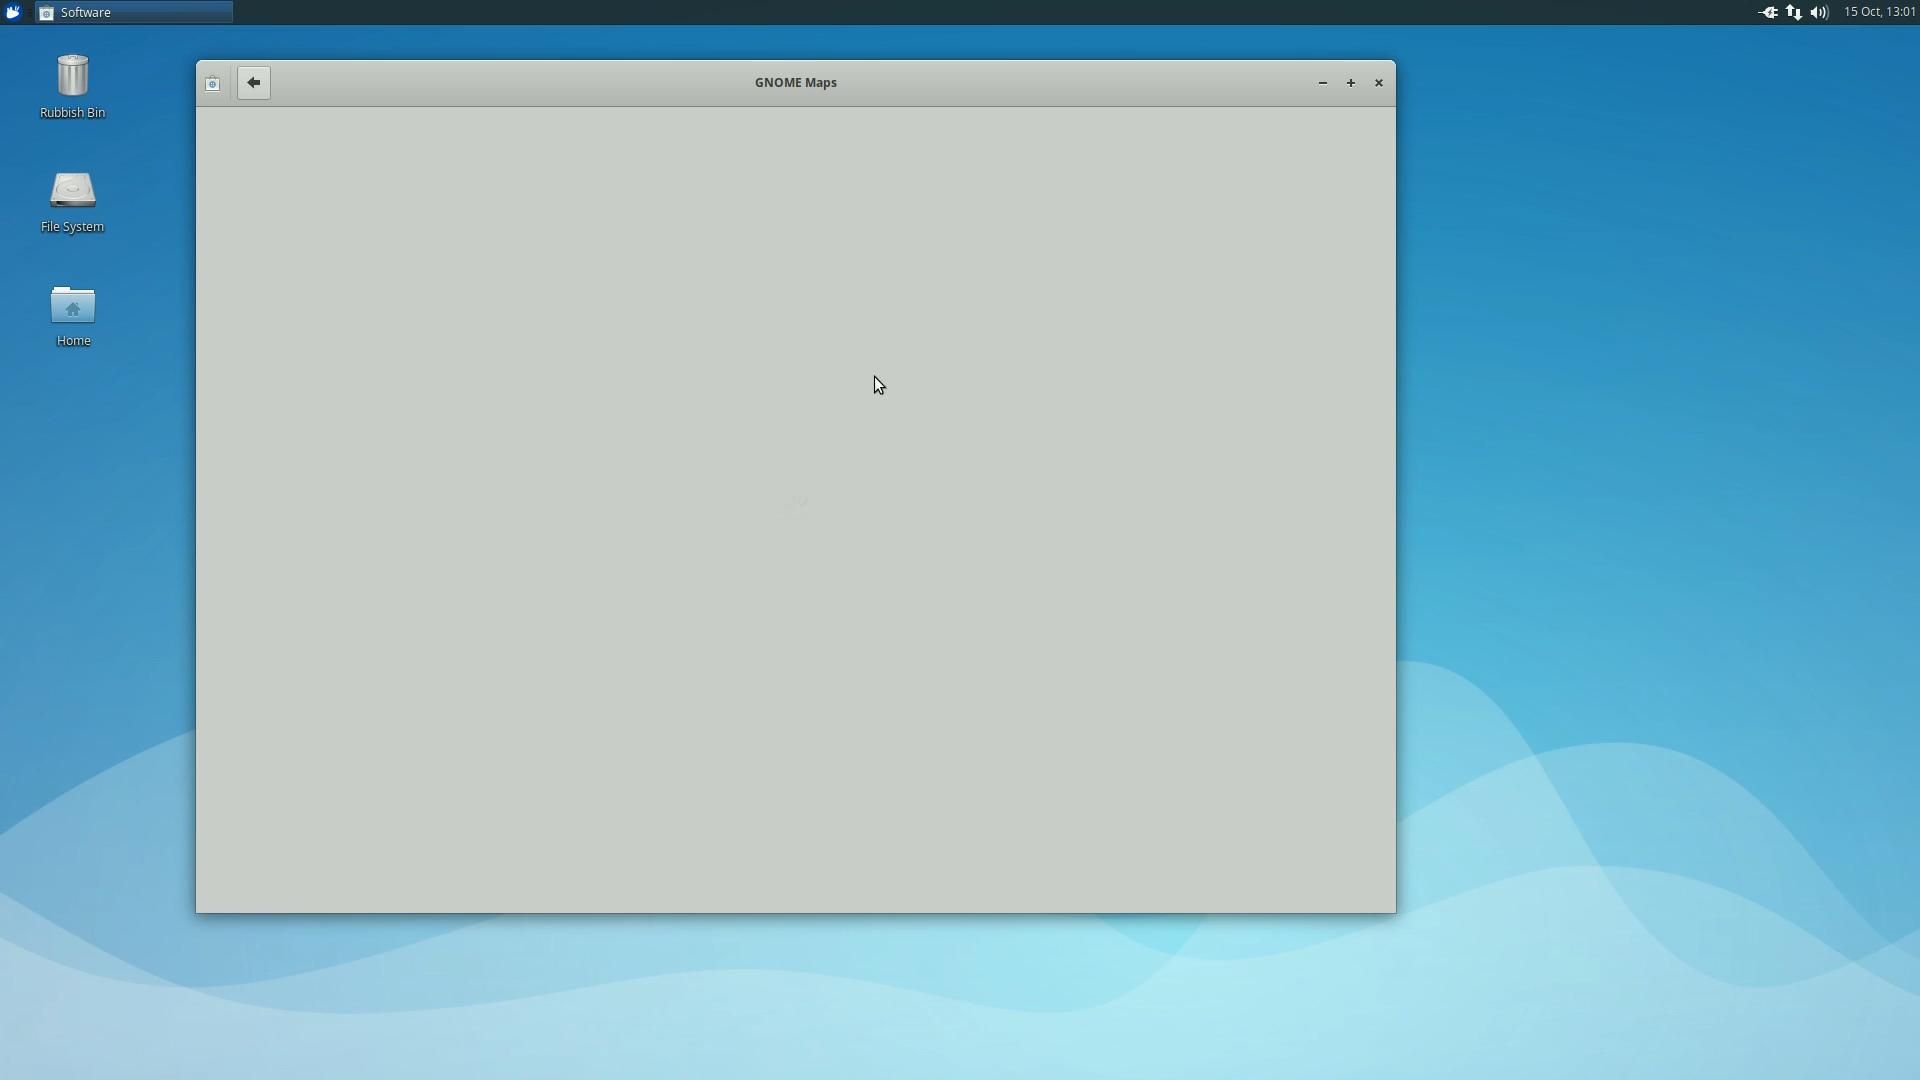 Software
15 Oct, 13:01
GNOME Maps
Rubbish Bin
File System
Home